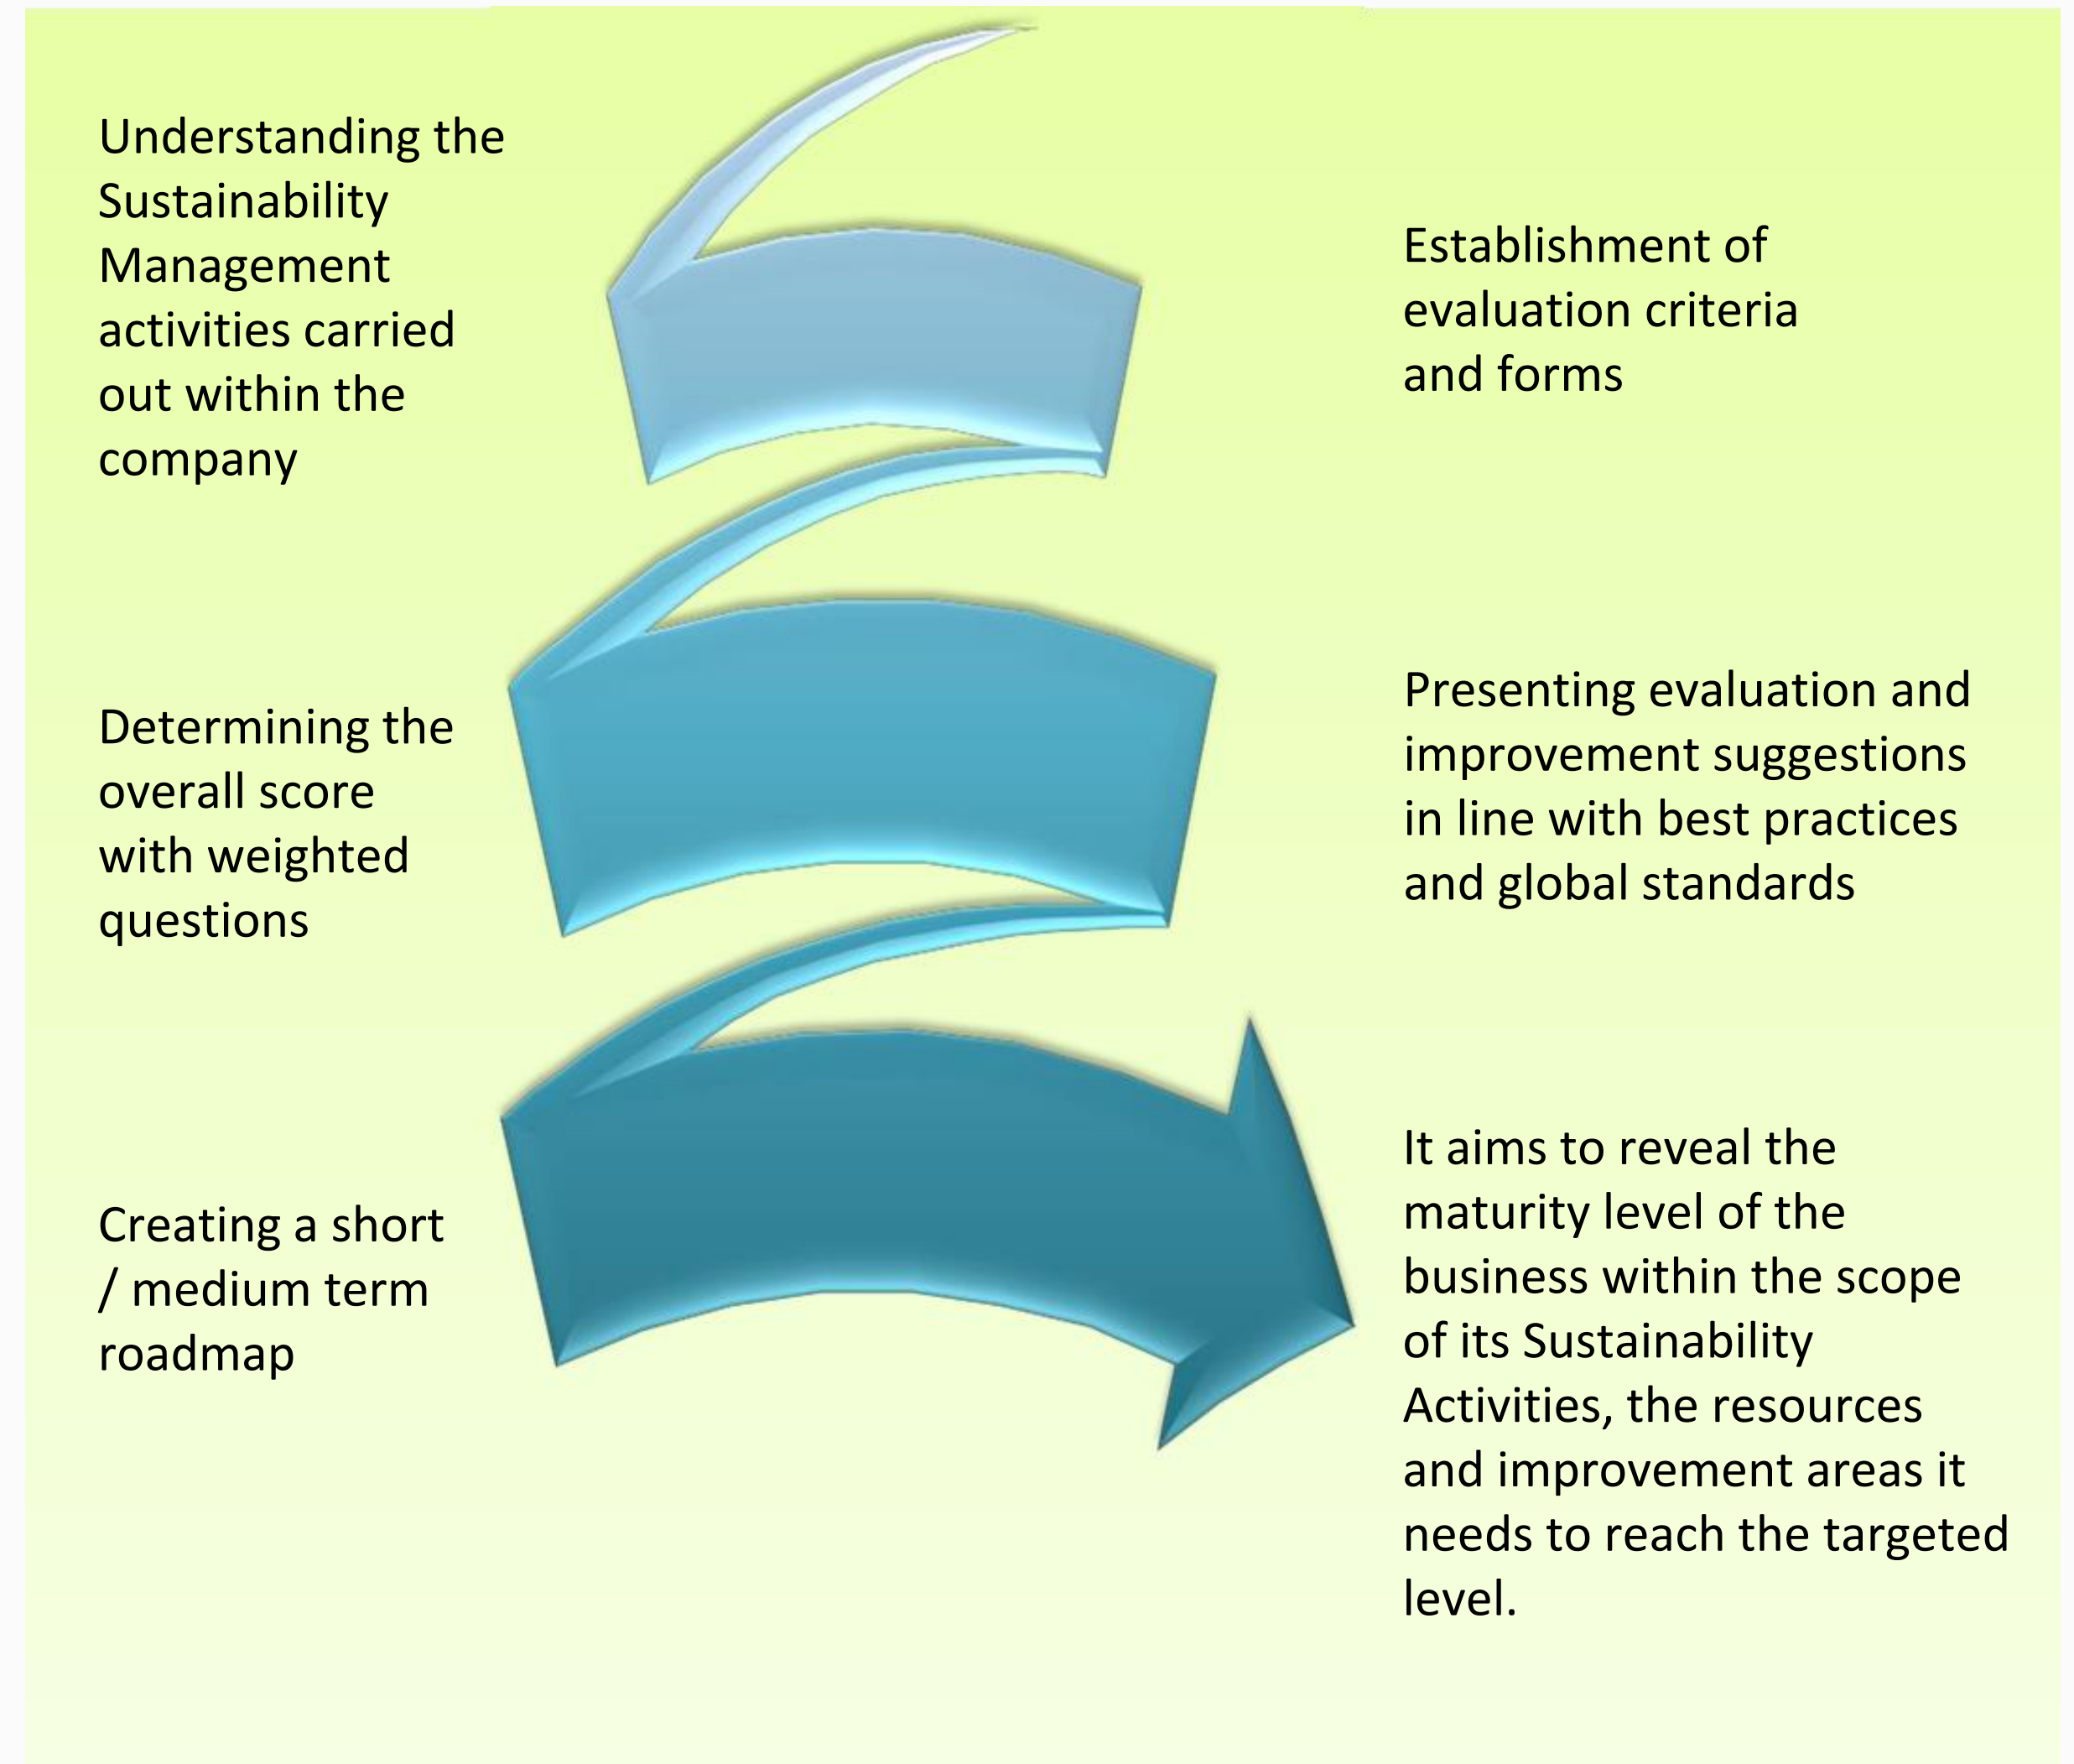 Understanding the
Sustainability
Management
activities carried
out within the
company
Establishment of
evaluation criteria
and forms
Determining the
overall score
with weighted
questions
Presenting evaluation and
improvement suggestions
in line with best practices
and global standards
Creating a short
/ medium term
roadmap
It aims to reveal the
maturity level of the
business within the scope
of its Sustainability
Activities, the resources
and improvement areas it
needs to reach the targeted
level.